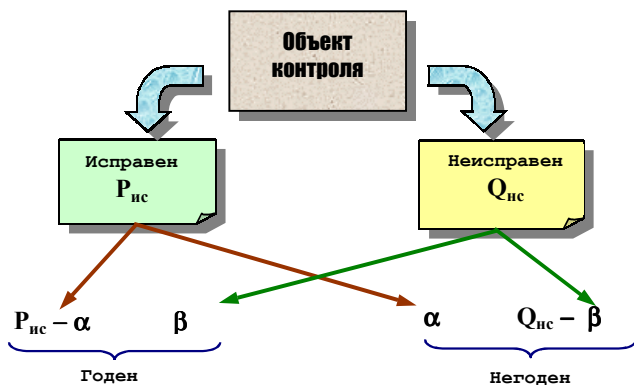 Объект
контроля
Исправен
Pис
Неисправен
Qнс
Pис – α β α Qнс – β
Годен Негоден